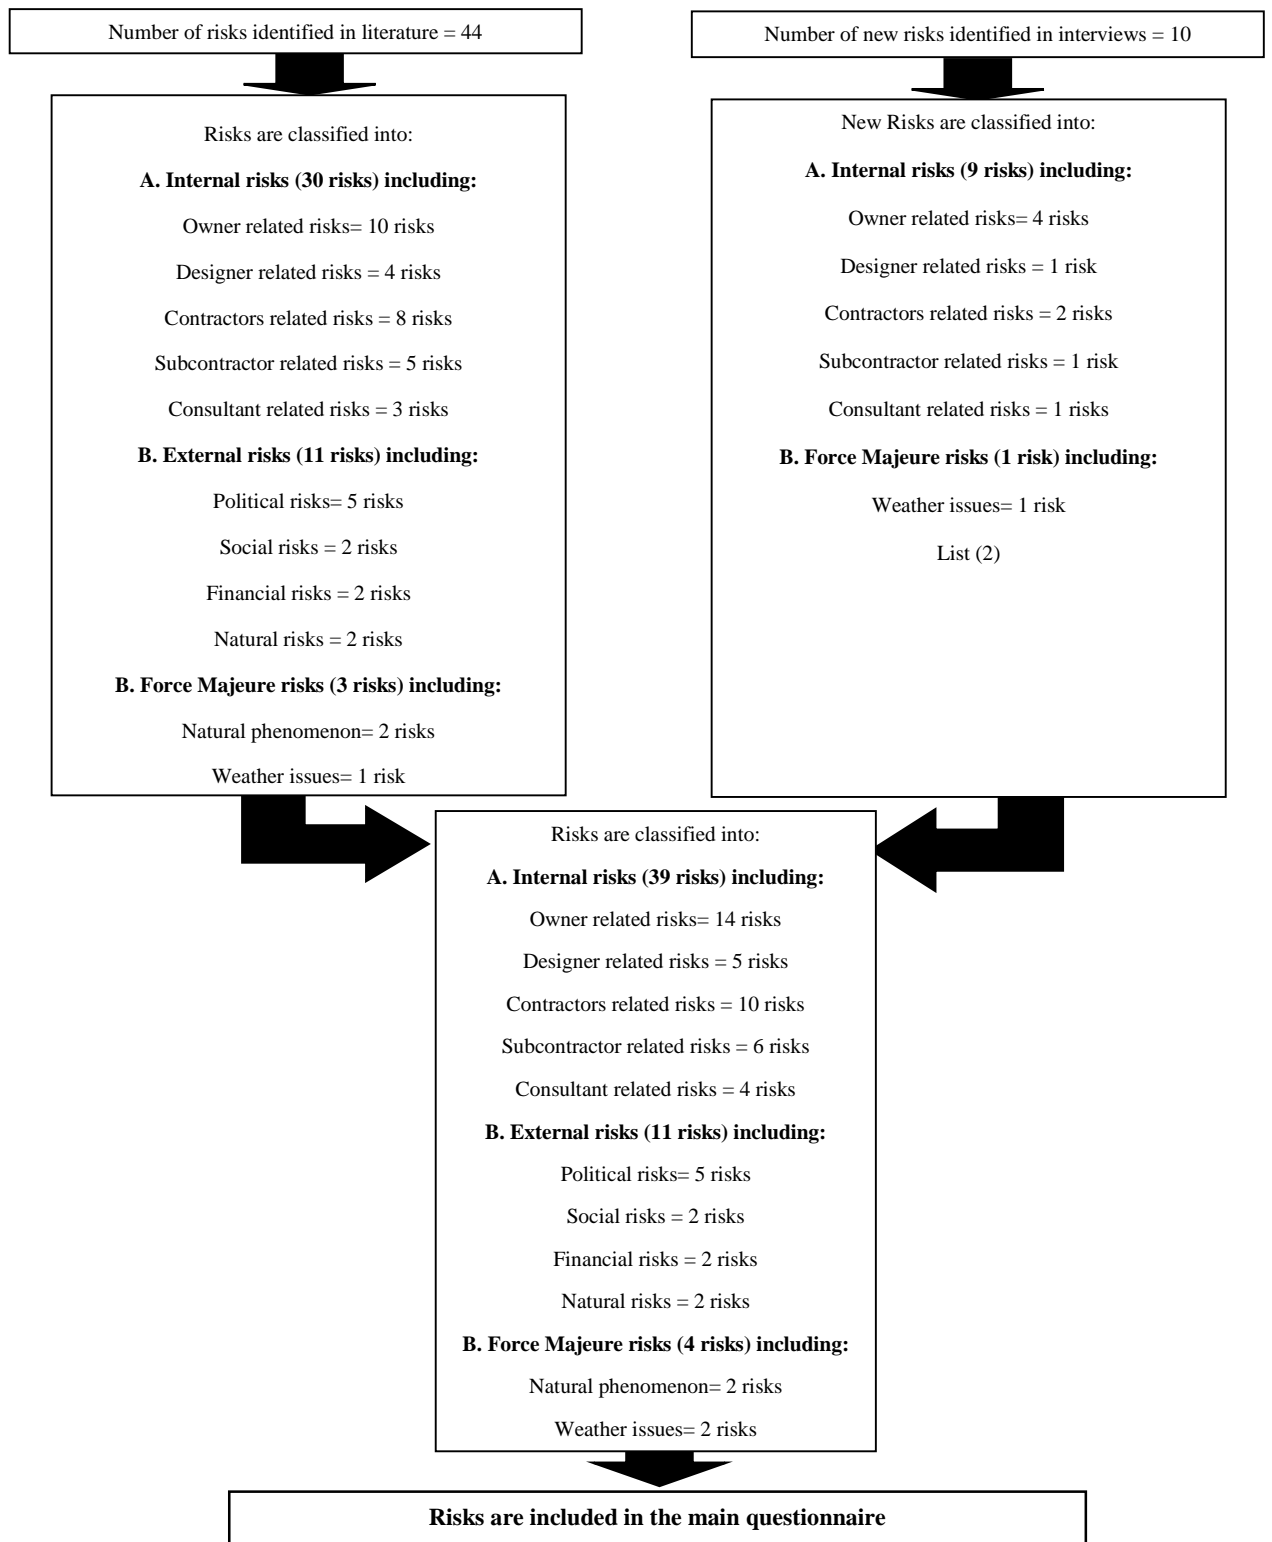 Number of risks identified in literature = 44
Risks are classified into:
A. Internal risks (30 risks) including:
Owner related risks= 10 risks
Designer related risks = 4 risks
Contractors related risks = 8 risks
Subcontractor related risks = 5 risks
Consultant related risks = 3 risks
B. External risks (11 risks) including:
Political risks= 5 risks
Social risks = 2 risks
Financial risks = 2 risks
Natural risks = 2 risks
B. Force Majeure risks (3 risks) including:
Natural phenomenon= 2 risks
Weather issues= 1 risk
Number of new risks identified in interviews = 10
New Risks are classified into:
A. Internal risks (9 risks) including:
Owner related risks= 4 risks
Designer related risks = 1 risk
Contractors related risks = 2 risks
Subcontractor related risks = 1 risk
Consultant related risks = 1 risks
B. Force Majeure risks (1 risk) including:
Weather issues= 1 risk
List (2)
Risks are classified into:
A. Internal risks (39 risks) including:
Owner related risks= 14 risks
Designer related risks = 5 risks
Contractors related risks = 10 risks
Subcontractor related risks = 6 risks
Consultant related risks = 4 risks
B. External risks (11 risks) including:
Political risks= 5 risks
Social risks = 2 risks
Financial risks = 2 risks
Natural risks = 2 risks
B. Force Majeure risks (4 risks) including:
Natural phenomenon= 2 risks
Weather issues= 2 risks
Risks are included in the main questionnaire